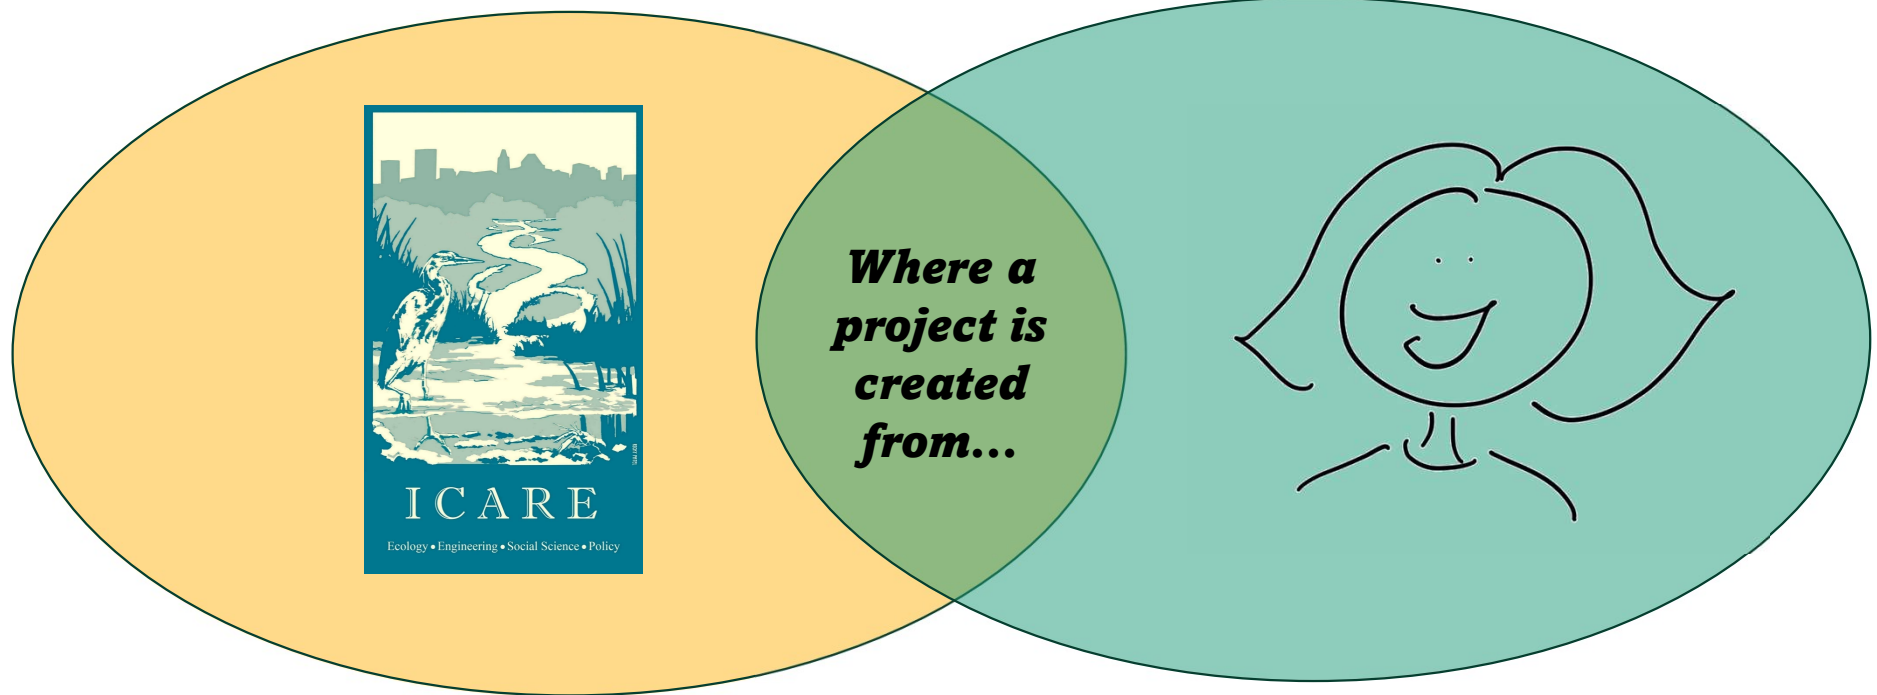 Where a
project is
created
from...
ICARE
Ecology • Engineering • Social Science • Policy